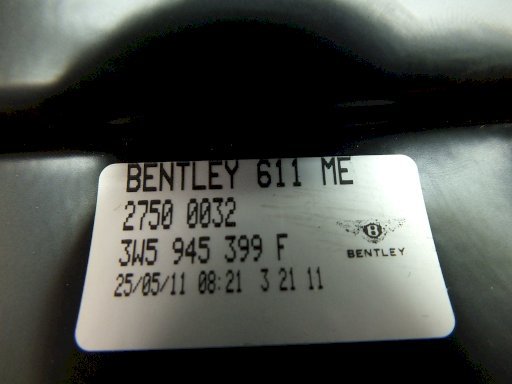 BENTLEY 611 ME
2750 0032
3W5 945 399 F
B
BENTLEY
25/05/11 08:21 3 21 11